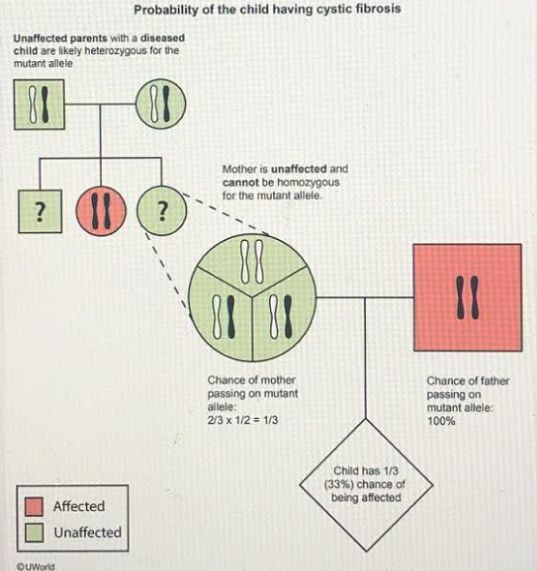 Probability of the child having cystic fibrosis
Unaffected parents with a diseased
child are likely heterozygous for the
mutant allele
Mother is unaffected and
cannot be homozygous
for the mutant allele.
?
?
Chance of mother
passing on mutant
allele:
2/3 x 1/2 = 1/3
Chance of father
passing on
mutant allele:
100%
Child has 1/3
(33%) chance of
being affected
Affected
Unaffected
©UWorld